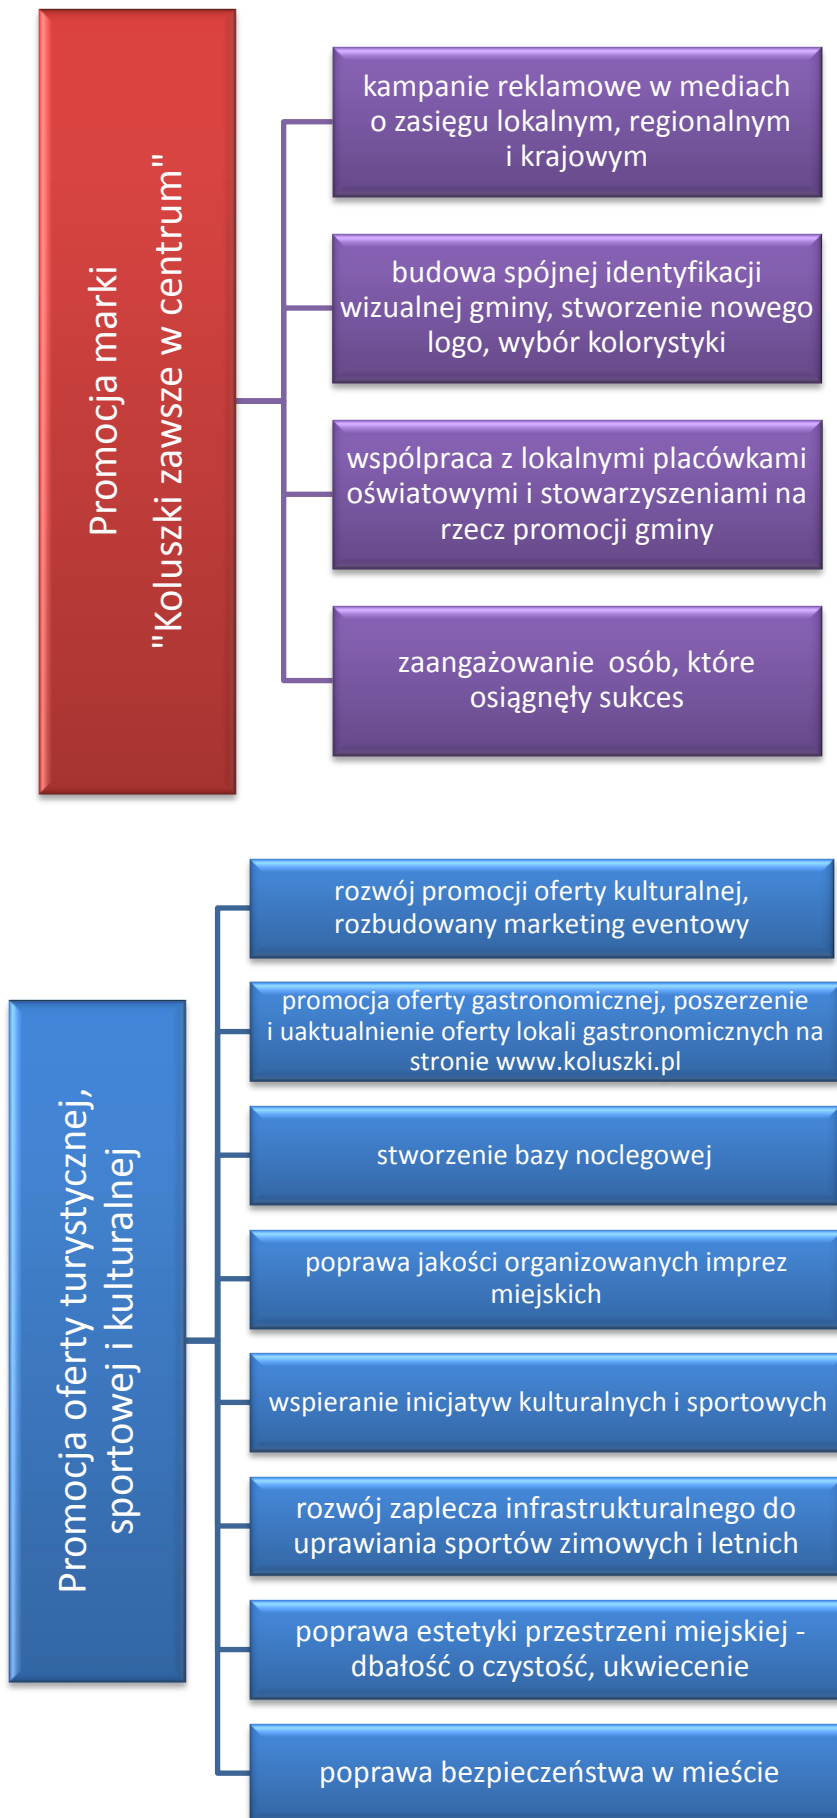 Promocja marki
"Koluszki zawsze w centrum"
kampanie reklamowe w mediach
o zasięgu lokalnym, regionalnym
i krajowym
budowa spójnej identyfikacji
wizualnej gminy, stworzenie nowego
logo, wybór kolorystyki
współpraca z lokalnymi placówkami
oświatowymi i stowarzyszeniami na
rzecz promocji gminy
zaangażowanie osób, które
osiągnęły sukces
Promocja oferty turystycznej,
sportowej i kulturalnej
rozwój promocji oferty kulturalnej,
rozbudowany marketing eventowy
promocja oferty gastronomicznej, poszerzenie
i uaktualnienie oferty lokali gastronomicznych na
stronie www.koluszki.pl
stworzenie bazy noclegowej
poprawa jakości organizowanych imprez
miejskich
wspieranie inicjatyw kulturalnych i sportowych
rozwój zaplecza infrastrukturalnego do
uprawiania sportów zimowych i letnich
poprawa estetyki przestrzeni miejskiej -
dbałość o czystość, ukwiecenie
poprawa bezpieczeństwa w mieście